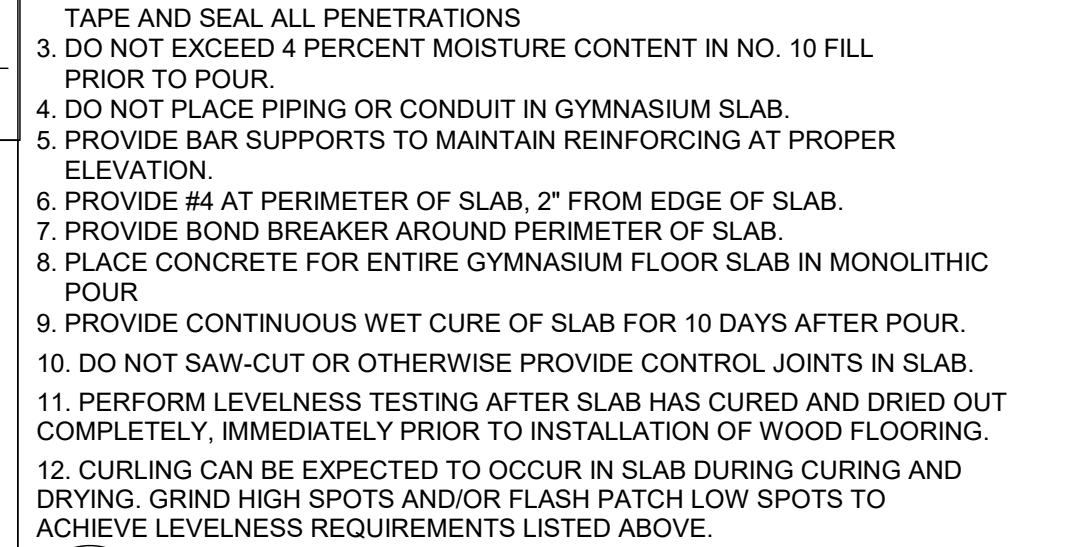 TAPE AND SEAL ALL PENETRATIONS
3. DO NOT EXCEED 4 PERCENT MOISTURE CONTENT IN NO. 10 FILL
PRIOR TO POUR.
4. DO NOT PLACE PIPING OR CONDUIT IN GYMNASIUM SLAB.
5. PROVIDE BAR SUPPORTS TO MAINTAIN REINFORCING AT PROPER
ELEVATION.
6. PROVIDE #4 AT PERIMETER OF SLAB, 2" FROM EDGE OF SLAB.
7. PROVIDE BOND BREAKER AROUND PERIMETER OF SLAB.
8. PLACE CONCRETE FOR ENTIRE GYMNASIUM FLOOR SLAB IN MONOLITHIC
POUR
9. PROVIDE CONTINUOUS WET CURE OF SLAB FOR 10 DAYS AFTER POUR.
10. DO NOT SAW-CUT OR OTHERWISE PROVIDE CONTROL JOINTS IN SLAB.
11. PERFORM LEVELNESS TESTING AFTER SLAB HAS CURED AND DRIED OUT
COMPLETELY, IMMEDIATELY PRIOR TO INSTALLATION OF WOOD FLOORING.
12. CURLING CAN BE EXPECTED TO OCCUR IN SLAB DURING CURING AND
DRYING. GRIND HIGH SPOTS AND/OR FLASH PATCH LOW SPOTS TO
ACHIEVE LEVELNESS REQUIREMENTS LISTED ABOVE.